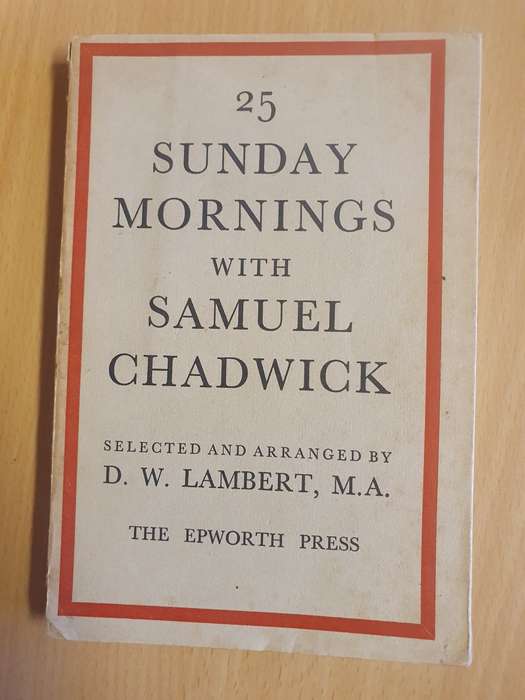 25
SUNDAY
MORNINGS
WITH
SAMUEL
CHADWICK
SELECTED AND ARRANGED BY
D. W. LAMBERT, M.A.
THE EPWORTH PRESS